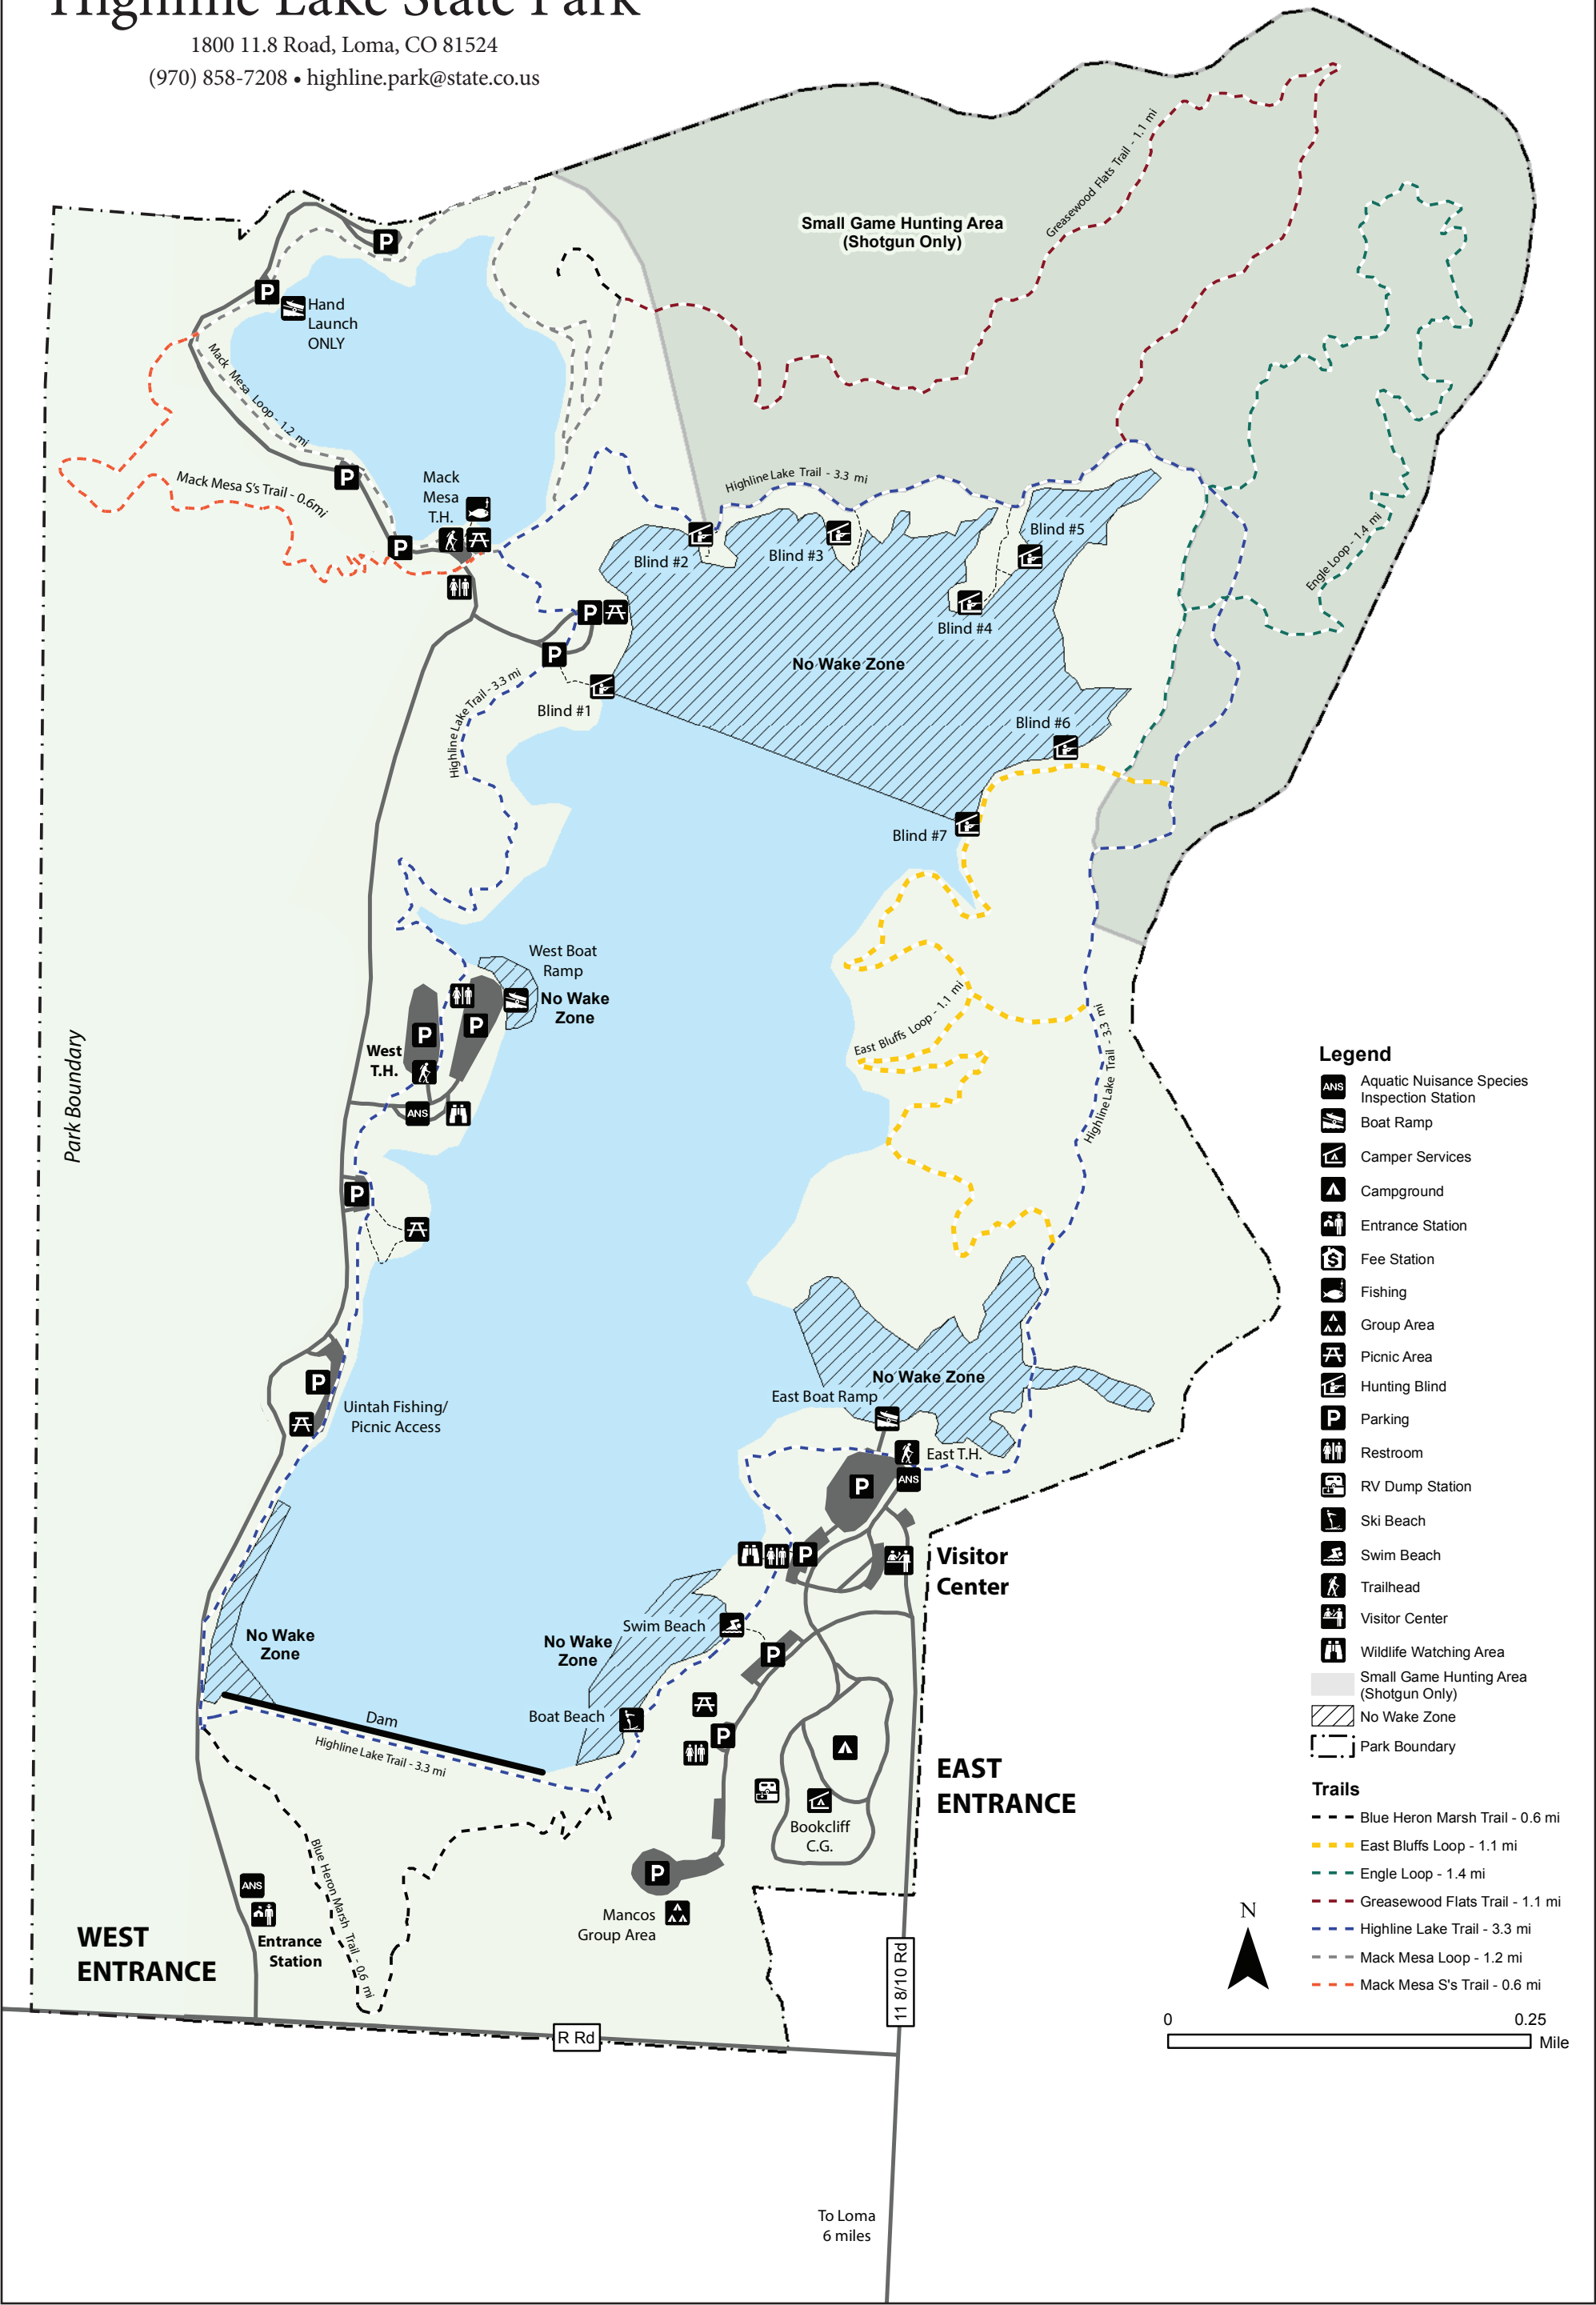 Highline Lake State Park
1800 11.8 Road, Loma, CO 81524
(970) 858-7208 • highline.park@state.co.us
Greasewood Flats Trail - 1.1 mi
Small Game Hunting Area
(Shotgun Only)
P
P
Hand
Launch
ONLY
Mack Mesa Loop - 1.2 mi
P
Mack Mesa S's Trail - 0.6mi
Mack
Mesa
T.H.
P
Highline Lake Trail - 3.3 mi
Blind #2
Blind #3
Blind #5
Blind #4
Engle Loop - 1.4 mi
P
P
No Wake Zone
Highline Lake Trail - 3.3 mi
Blind #1
Blind #6
Blind #7
West Boat
Ramp
No Wake
Zone
P
P
West
T.H.
ANS
East Bluffs Loop - 1.1 mi
Highline Lake Trail - 3.3 mi
Park Boundary
P
P
Uintah Fishing/
Picnic Access
No Wake Zone
East Boat Ramp
East T.H.
P
ANS
P
Visitor
Center
Swim Beach
P
No Wake
Zone
No Wake
Zone
Boat Beach
P
Dam
Highline Lake Trail - 3.3 mi
EAST
ENTRANCE
Bookcliff
C.G.
Blue Heron Marsh Trail - 0.6 mi
P
Mancos
Group Area
ANS
Entrance
Station
WEST
ENTRANCE
R Rd
11 8/10 Rd
To Loma
6 miles
Legend
ANS
Aquatic Nuisance Species
Inspection Station
Boat Ramp
Camper Services
Campground
Entrance Station
$
Fee Station
Fishing
Group Area
Picnic Area
Hunting Blind
P
Parking
Restroom
RV Dump Station
Ski Beach
Swim Beach
Trailhead
Visitor Center
Wildlife Watching Area
Small Game Hunting Area
(Shotgun Only)
No Wake Zone
Park Boundary
Trails
Blue Heron Marsh Trail - 0.6 mi
East Bluffs Loop - 1.1 mi
Engle Loop - 1.4 mi
Greasewood Flats Trail - 1.1 mi
Highline Lake Trail - 3.3 mi
Mack Mesa Loop - 1.2 mi
Mack Mesa S's Trail - 0.6 mi
N
0 0.25
Mile